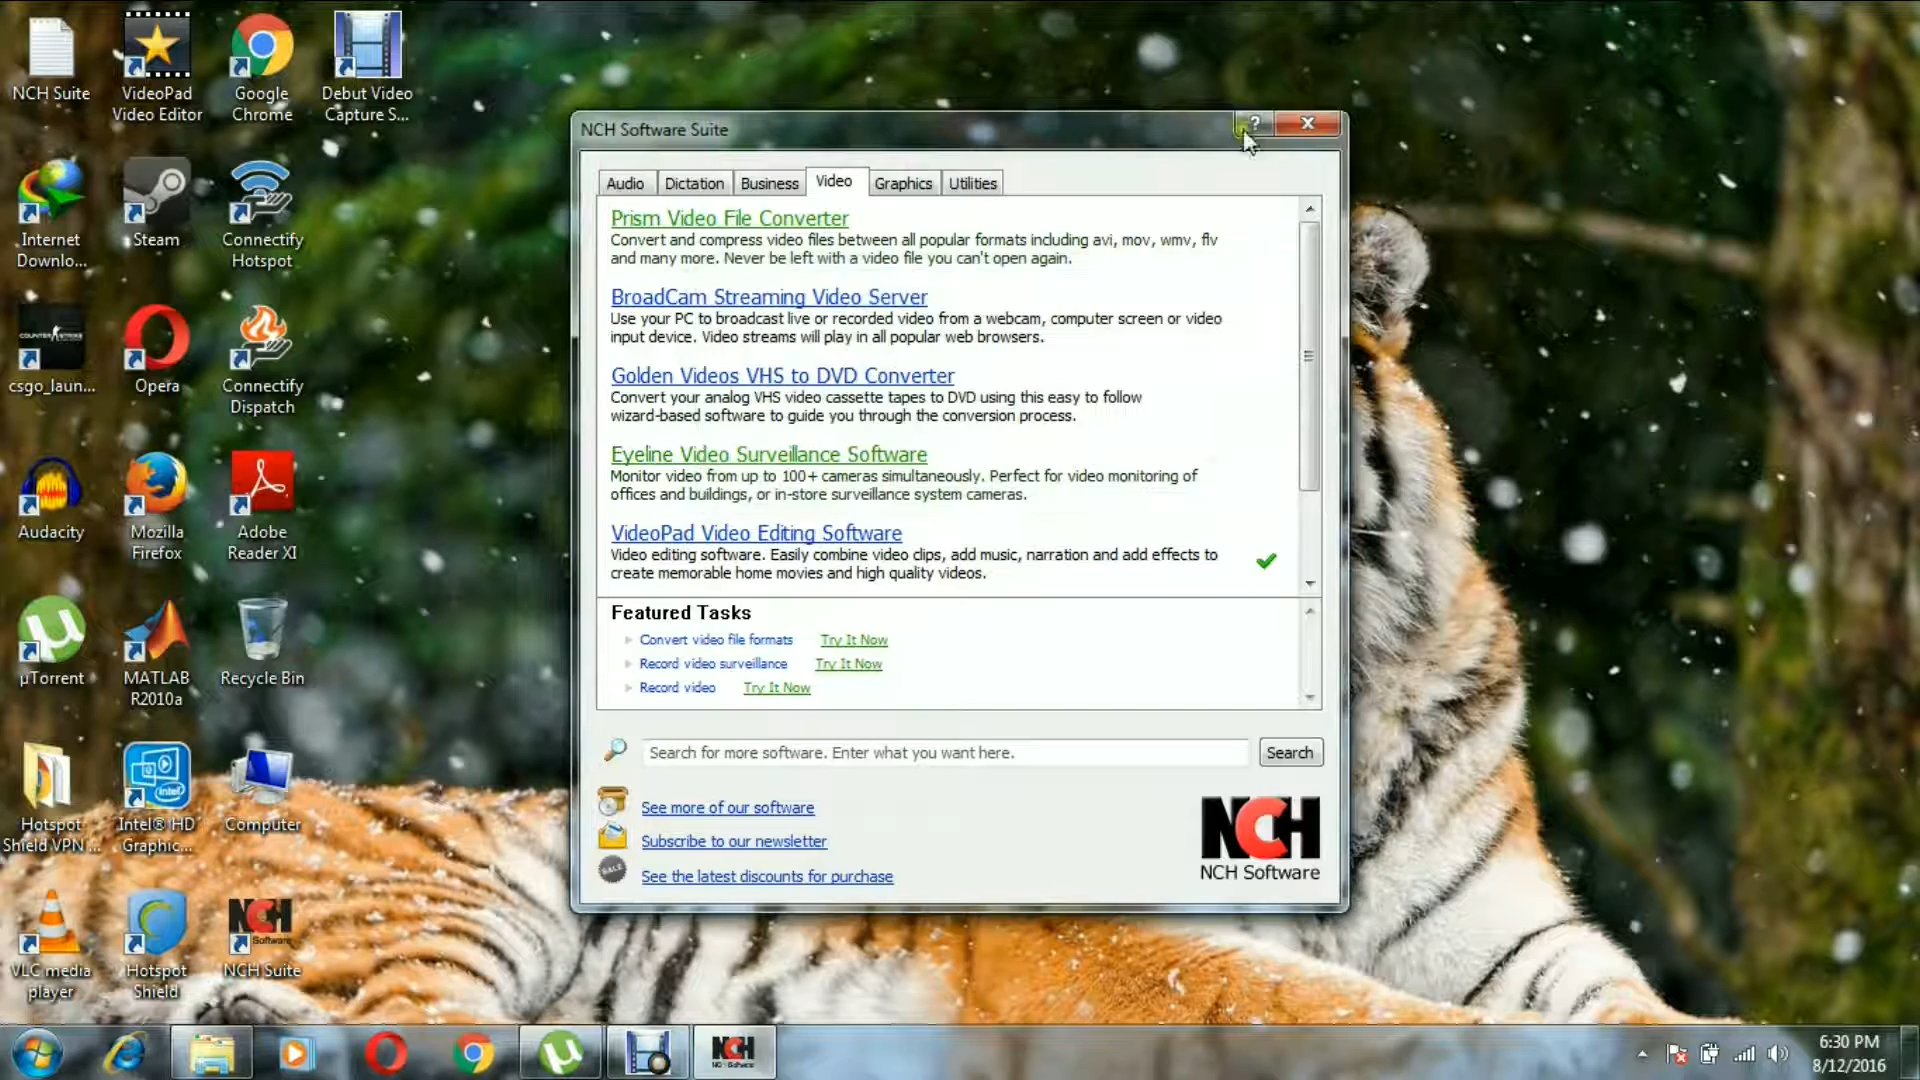 NCH Suite
VideoPad
Video Editor
Google
Chrome
Debut Video
Capture S...
Internet
Downlo...
Steam
Connectify
Hotspot
COUNTER STRIKE
csgo_laun...
Opera
Connectify
Dispatch
Audacity
Mozilla
Firefox
Adobe
Reader XI
µTorrent
MATLAB
R2010a
Recycle Bin
Hotspot
Shield VPN ...
intel
Intel® HD
Graphic...
Computer
VLC media
player
Hotspot
Shield
NCH
Software
NCH Suite
NCH Software Suite
?
X
Audio
Dictation
Business
Video
Graphics
Utilities
Prism Video File Converter
Convert and compress video files between all popular formats including avi, mov, wmv, flv
and many more. Never be left with a video file you can't open again.
BroadCam Streaming Video Server
Use your PC to broadcast live or recorded video from a webcam, computer screen or video
input device. Video streams will play in all popular web browsers.
Golden Videos VHS to DVD Converter
Convert your analog VHS video cassette tapes to DVD using this easy to follow
wizard-based software to guide you through the conversion process.
Eyeline Video Surveillance Software
Monitor video from up to 100+ cameras simultaneously. Perfect for video monitoring of
offices and buildings, or in-store surveillance system cameras.
VideoPad Video Editing Software
Video editing software. Easily combine video clips, add music, narration and add effects to
create memorable home movies and high quality videos.
Featured Tasks
Convert video file formats Try It Now
Record video surveillance Try It Now
Record video Try It Now
Search for more software. Enter what you want here.
Search
See more of our software
Subscribe to our newsletter
SALE
See the latest discounts for purchase
NCH
NCH Software
NCH
Software
6:30 PM
8/12/2016